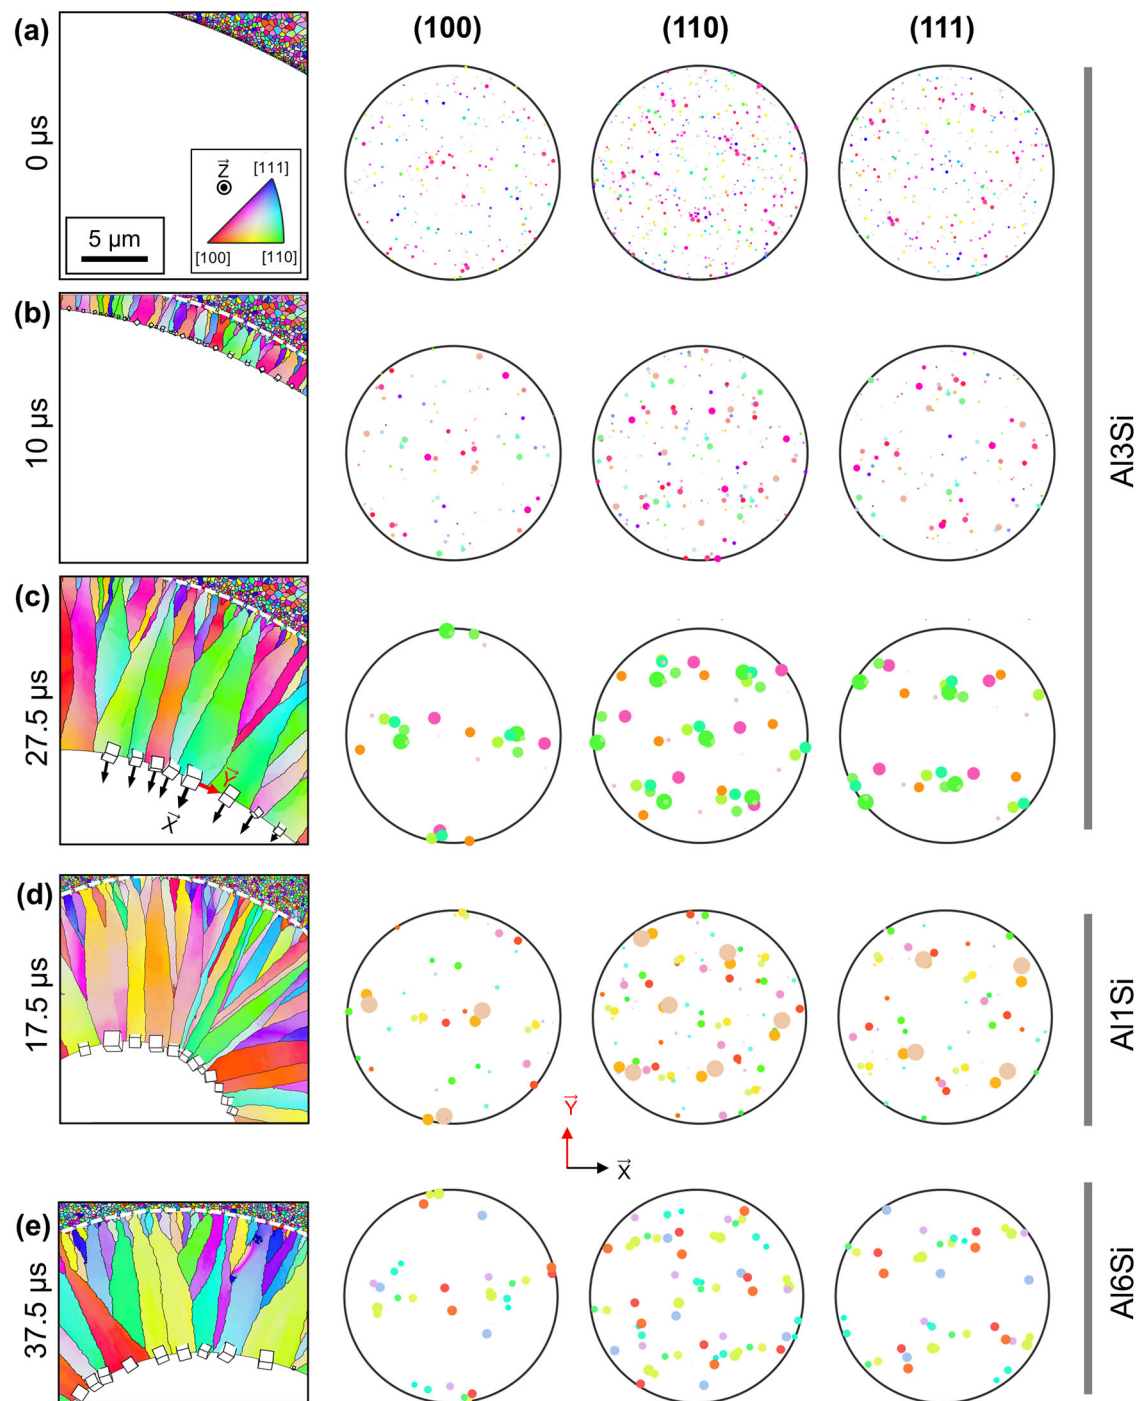 (a)
(100)
(110)
(111)
0 µs
Z
[111]
[100]
[110]
5 µm
(b)
10 µs
Al3Si
(c)
27.5 µs
Y
X
(d)
17.5 µs
Al1Si
Y
X
(e)
37.5 µs
Al6Si